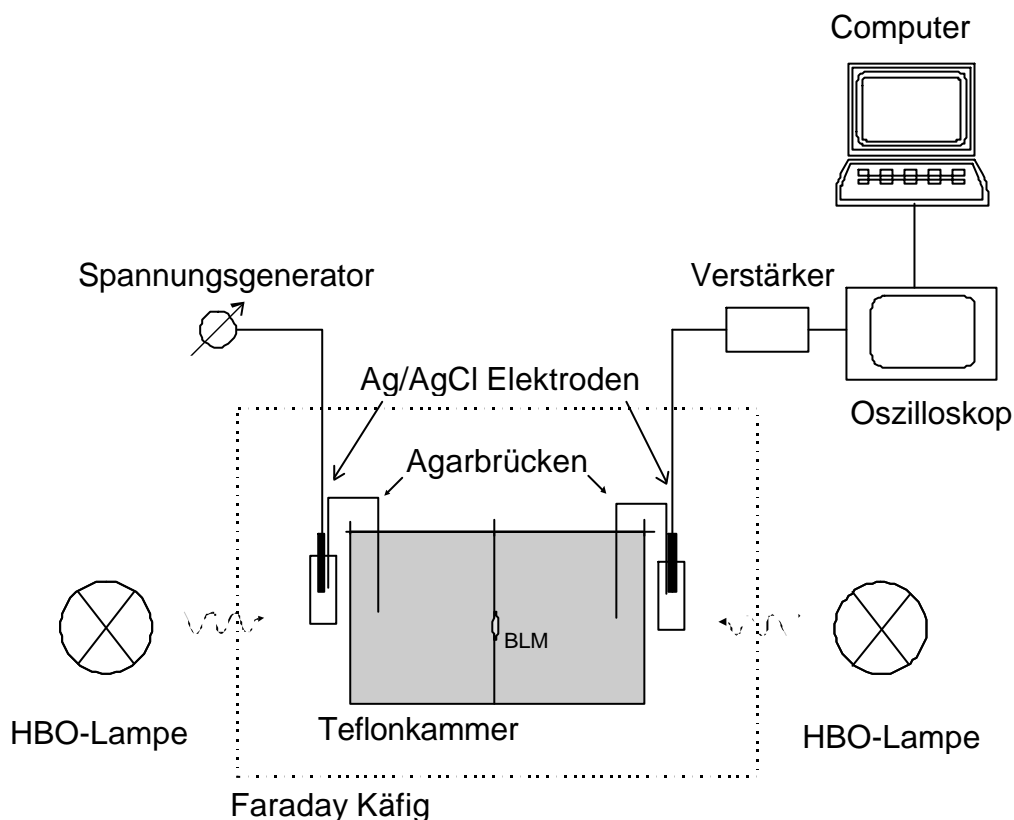 Computer
Spannungsgenerator
Verstärker
Ag/AgCl Elektroden
Oszilloskop
Agarbrücken
BLM
Teflonkammer
HBO-Lampe
HBO-Lampe
Faraday Käfig